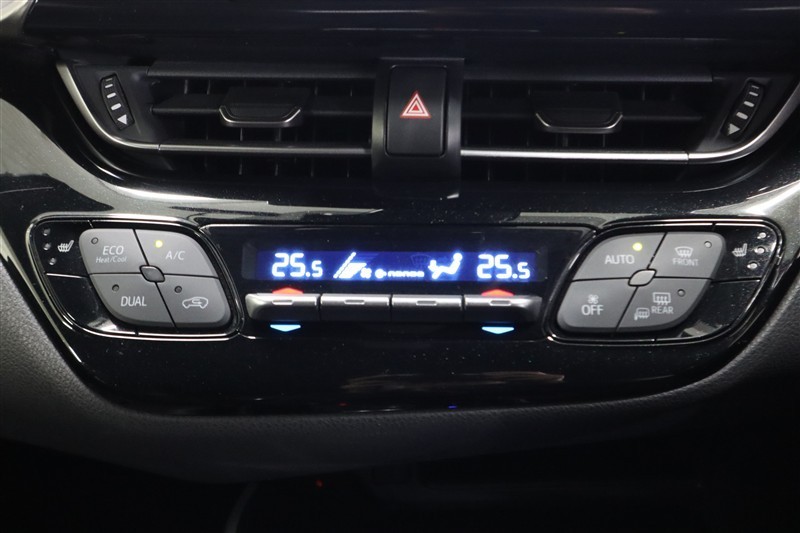 ECO
Heat/Cool
A/C
DUAL
25.5
nanoe
25.5
AUTO
FRONT
OFF
REAR